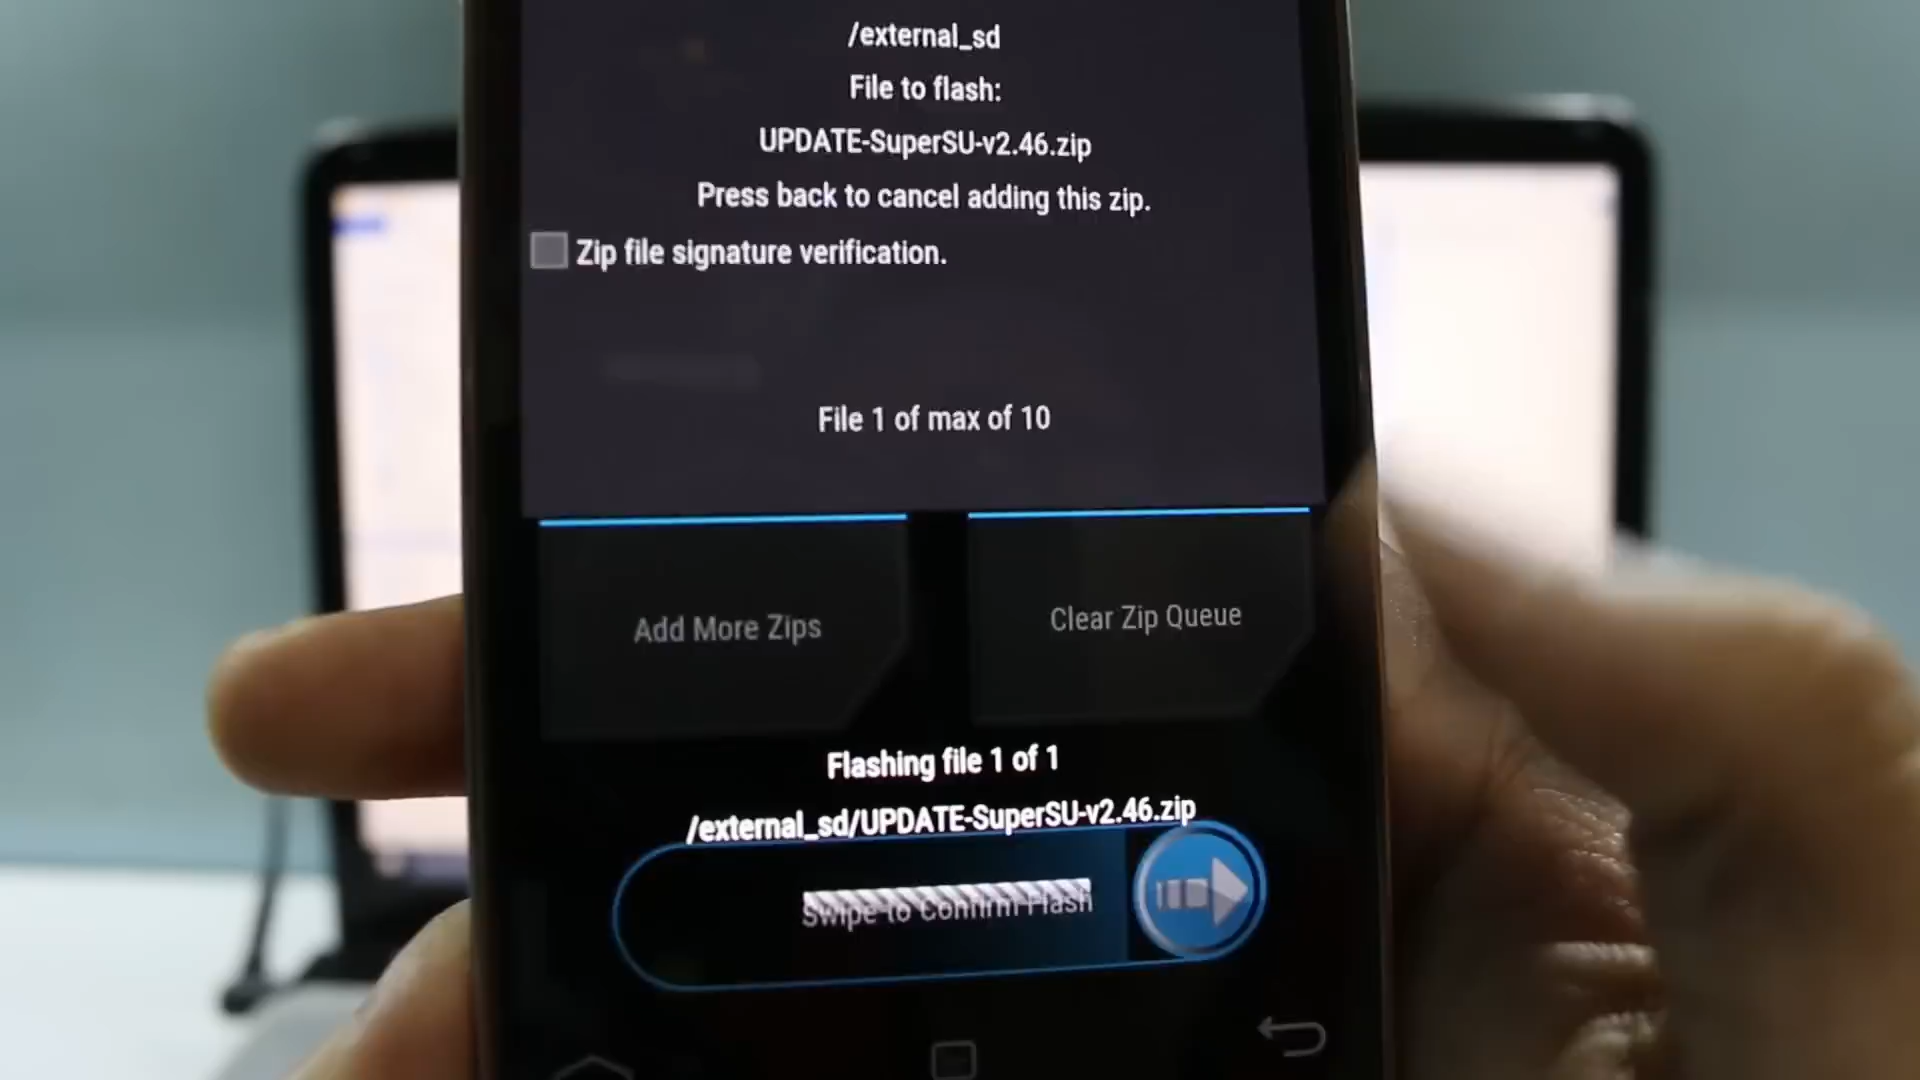 /external_sd
File to flash:
UPDATE-SuperSU-v2.46.zip
Press back to cancel adding this zip.
Zip file signature verification.
File 1 of max of 10
Add More Zips
Clear Zip Queue
Flashing file 1 of 1
/external_sd/UPDATE-SuperSU-v2.46.zip
Swipe to Confirm Flash